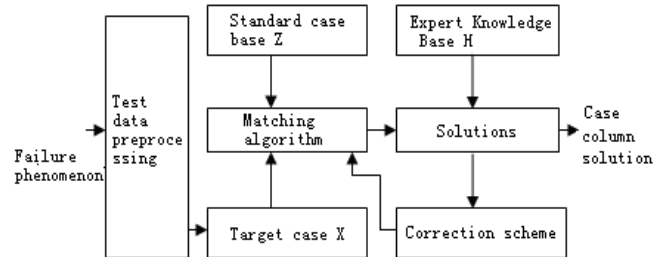 Standard case
base Z
Expert Knowledge
Base H
Test
data
preproce
ssing
Matching
algorithm
Solutions
Case
column
solution
Failure
phenomenon
Target case X
Correction scheme